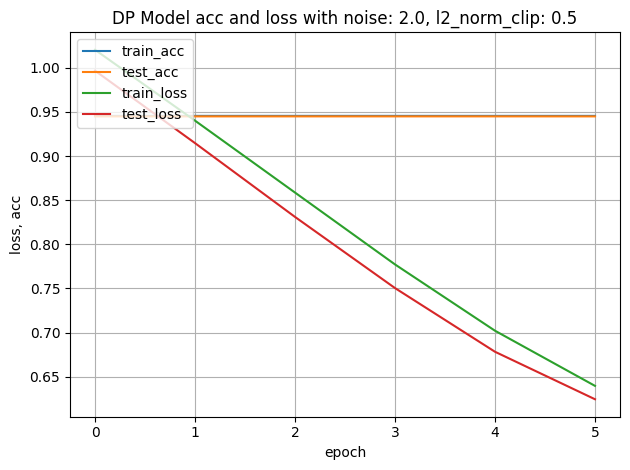 DP Model acc and loss with noise: 2.0, l2_norm_clip: 0.5
train_acc
test_acc
train_loss
test_loss
1.00
0.95
0.90
0.85
0.80
0.75
0.70
0.65
loss, acc
0 1 2 3 4 5
epoch